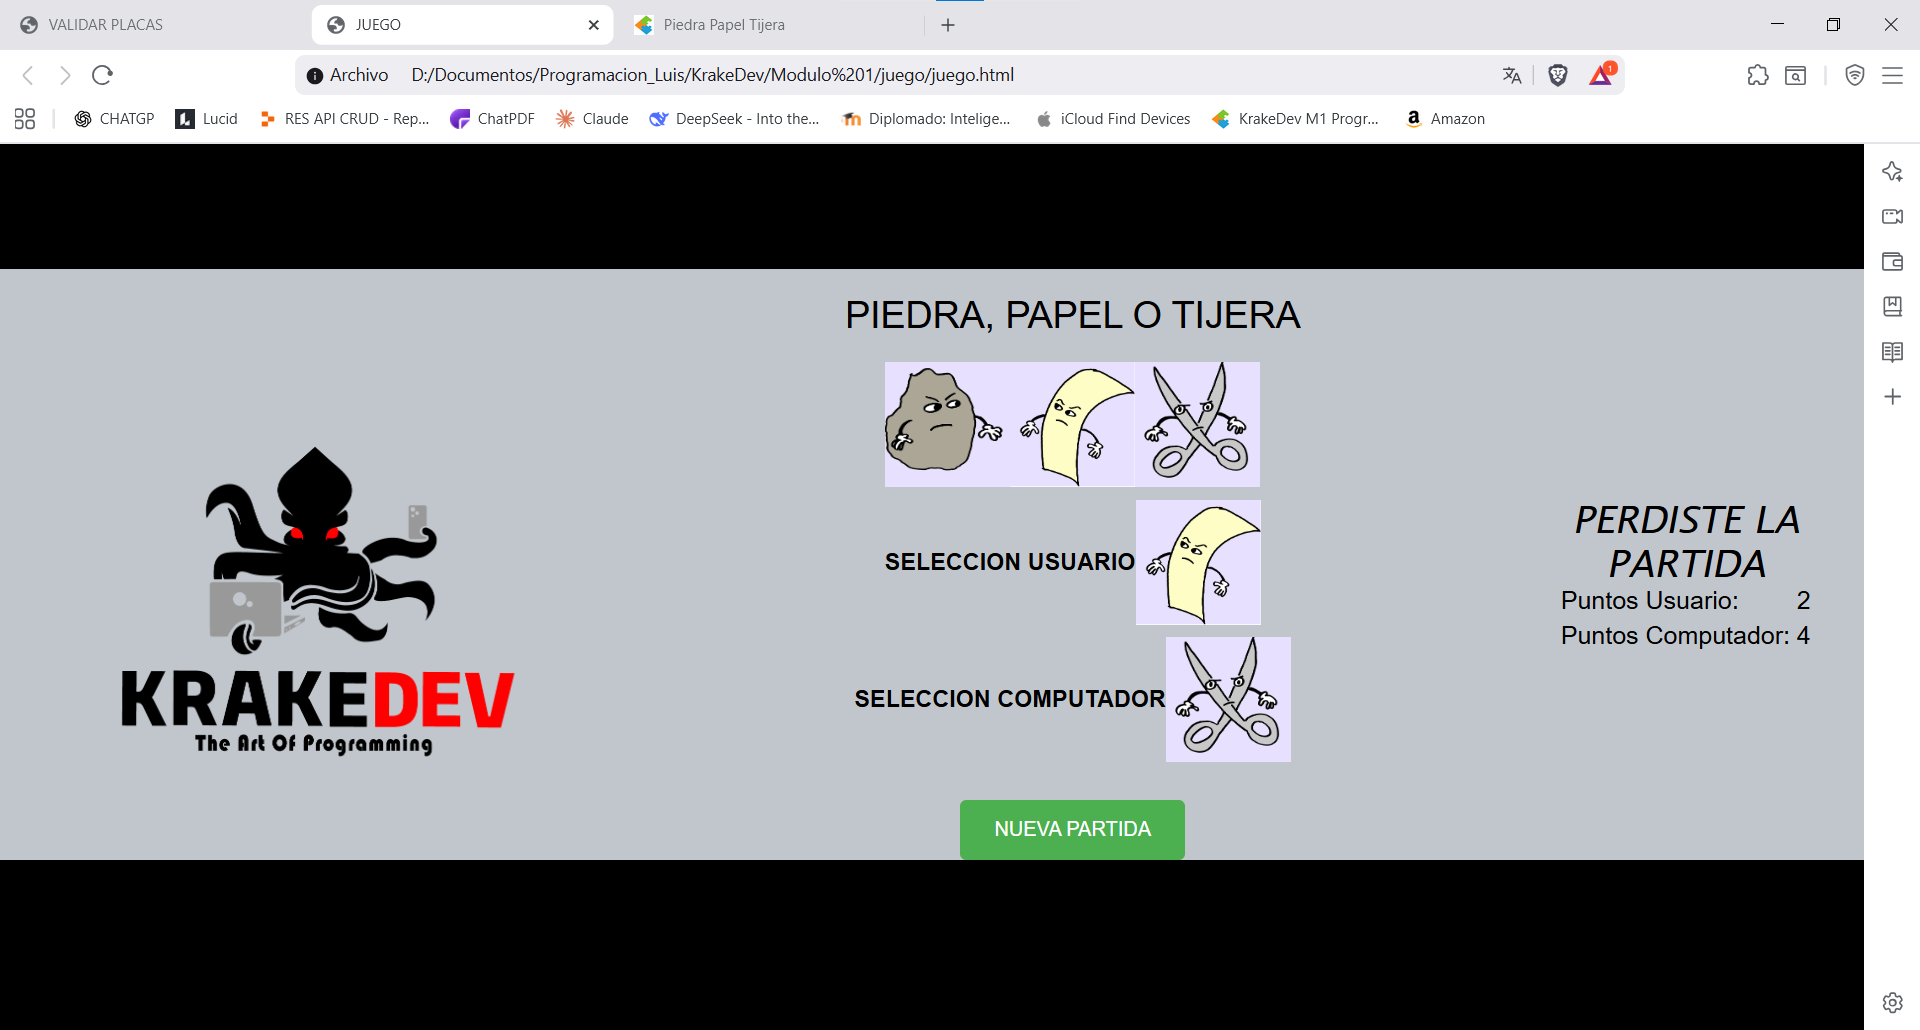 VALIDAR PLACAS
JUEGO
Piedra Papel Tijera
Archivo D:/Documentos/Programacion_Luis/KrakeDev/Modulo%201/juego/juego.html
1
CHATGP
Lucid
RES API CRUD - Rep...
ChatPDF
Claude
DeepSeek - Into the...
Diplomado: Intelige...
iCloud Find Devices
KrakeDev M1 Progr...
Amazon
PIEDRA, PAPEL O TIJERA
SELECCION USUARIO
SELECCION COMPUTADOR
NUEVA PARTIDA
KRAKEDEV
The Art Of Programming
PERDISTE LA
PARTIDA
Puntos Usuario: 2
Puntos Computador: 4